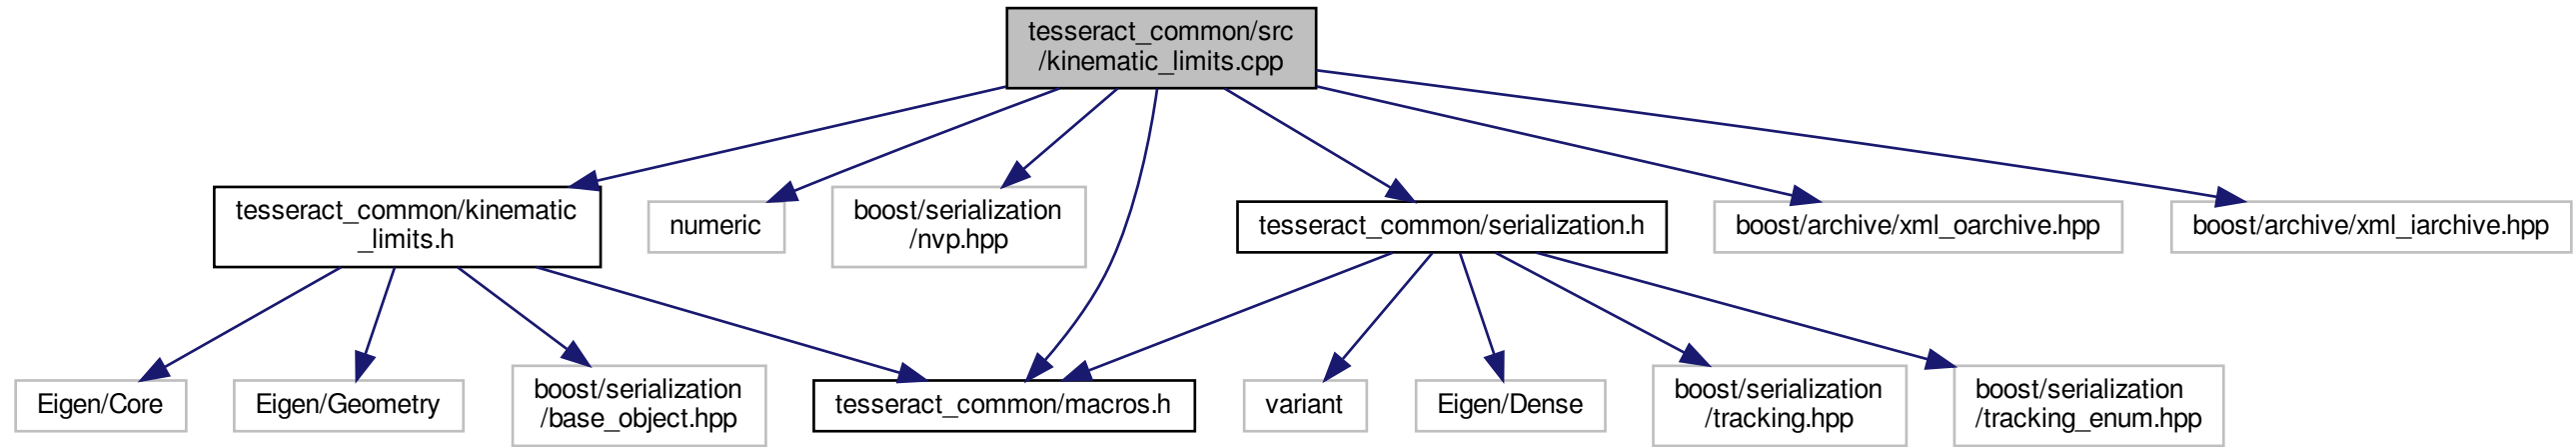 tesseract_common/src
/kinematic_limits.cpp
tesseract_common/kinematic
_limits.h
numeric
boost/serialization
/nvp.hpp
tesseract_common/serialization.h
boost/archive/xml_oarchive.hpp
boost/archive/xml_iarchive.hpp
Eigen/Core
Eigen/Geometry
boost/serialization
/base_object.hpp
tesseract_common/macros.h
variant
Eigen/Dense
boost/serialization
/tracking.hpp
boost/serialization
/tracking_enum.hpp